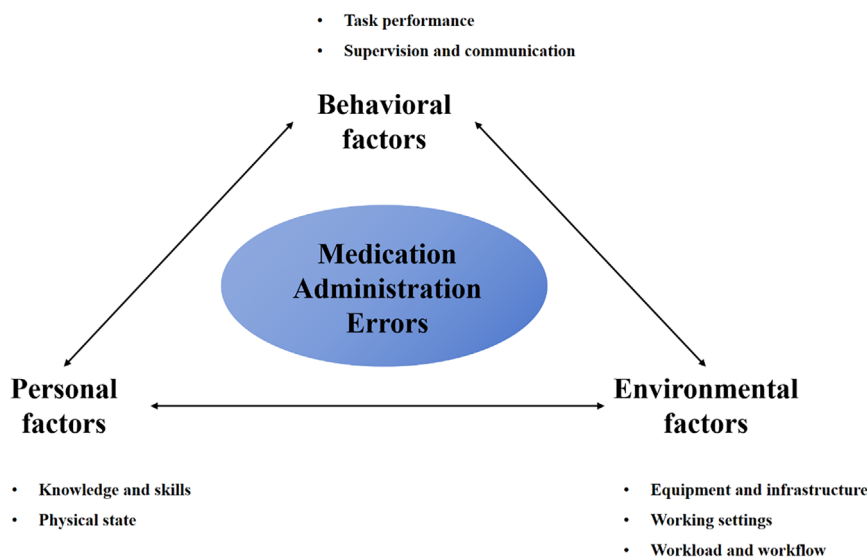 • Task performance
• Supervision and communication
Behavioral
factors
Medication
Administration
Errors
Personal
factors
Environmental
factors
• Knowledge and skills
• Physical state
• Equipment and infrastructure
• Working settings
• Workload and workflow